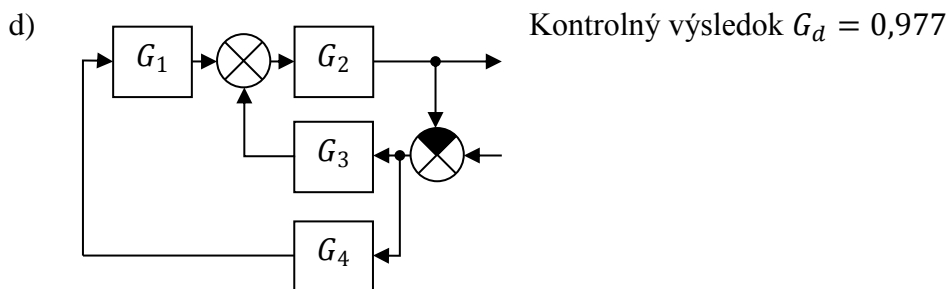 d) Kontrolný výsledok G_d = 0,977
G_1 G_2
G_3
G_4